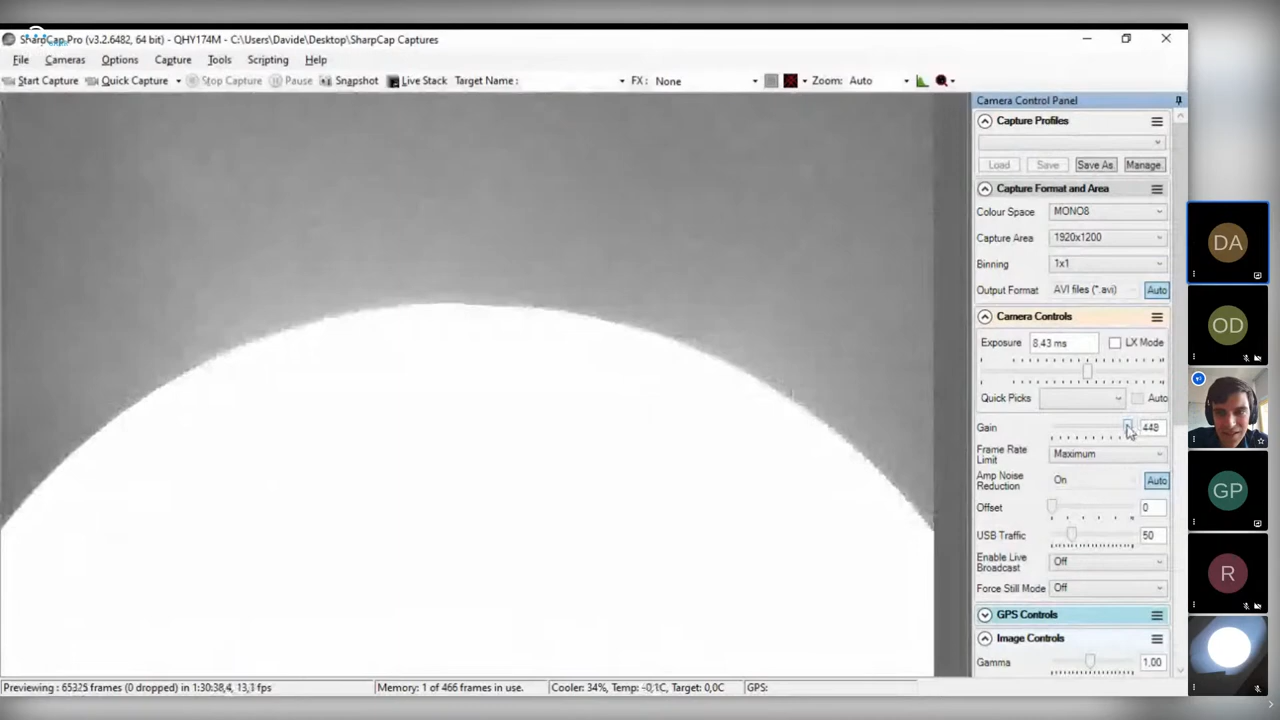 SharpCap Pro (v3.2.6482, 64 bit) - QHY174M - C:\Users\Davide\Desktop\SharpCap Captures
File Cameras Options Capture Tools Scripting Help
Start Capture Quick Capture Stop Capture Pause Snapshot Live Stack Target Name : FX: None Zoom: Auto
Camera Control Panel
Capture Profiles
Load Save Save As Manage
Capture Format and Area
Colour Space MONO8
Capture Area 1920x1200
Binning 1x1
Output Format AVI files (*.avi) Auto
Camera Controls
Exposure 8.43 ms LX Mode
Quick Picks Auto
Gain 448
Frame Rate Limit Maximum
Amp Noise Reduction On Auto
Offset 0
USB Traffic 50
Enable Live Broadcast Off
Force Still Mode Off
GPS Controls
Image Controls
Gamma 1.00
Previewing : 65325 frames (0 dropped) in 1:30:38,4, 13,1 fps Memory: 1 of 466 frames in use. Cooler: 34%, Temp: -0,1C, Target: 0,0C GPS:
DA
OD
GP
R